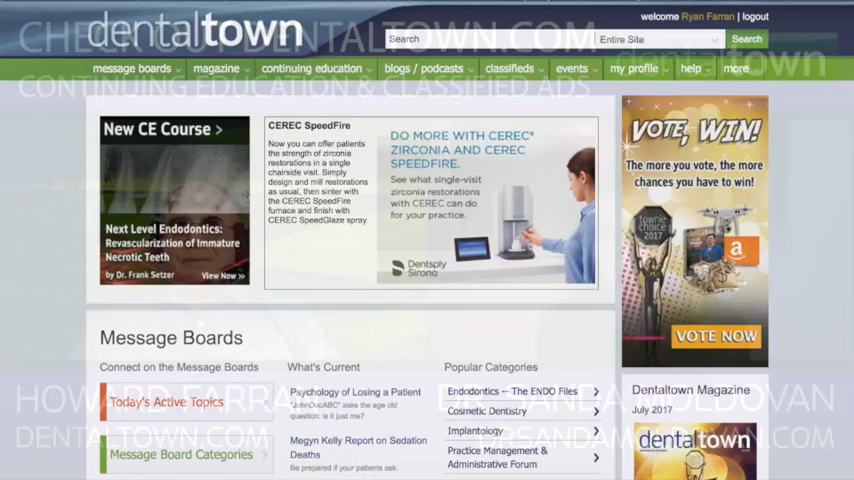 CHECK OUT DENTALTOWN.COM
CONTINUING EDUCATION & CLASSIFIED ADS
dentaltown
welcome Ryan Farran | logout
Search
Entire Site
Search
message boards
magazine
continuing education
blogs / podcasts
classifieds
events
my profile
help
more
dentaltown
New CE Course >
Next Level Endodontics:
Revascularization of Immature
Necrotic Teeth
by Dr. Frank Setzer
View Now >>
CEREC SpeedFire
Now you can offer patients
the strength of zirconia
restorations in a single
chairside visit. Simply
design and mill restorations
as usual, then sinter with
the CEREC SpeedFire
furnace and finish with
CEREC SpeedGlaze spray.
DO MORE WITH CEREC®
ZIRCONIA AND CEREC
SPEEDFIRE.
See what single-visit
zirconia restorations
with CEREC can do
for your practice.
Dentsply
Sirona
VOTE, WIN!
The more you vote, the more
chances you have to win!
townie
choice
2017
a
VOTE NOW
Message Boards
Connect on the Message Boards
Today's Active Topics
Message Board Categories
What's Current
Psychology of Losing a Patient
"JohnDocABC" asks the age old
question: is it just me?
Megyn Kelly Report on Sedation
Deaths
Be prepared if your patients ask.
Popular Categories
Endodontics -- The ENDO Files
Cosmetic Dentistry
Implantology
Practice Management &
Administrative Forum
Dentaltown Magazine
July 2017
dentaltown
HOWARD FARRAN
DENTALTOWN.COM
DR. SANDA MOLDOVAN
DRSANDAMOLDOVAN.COM